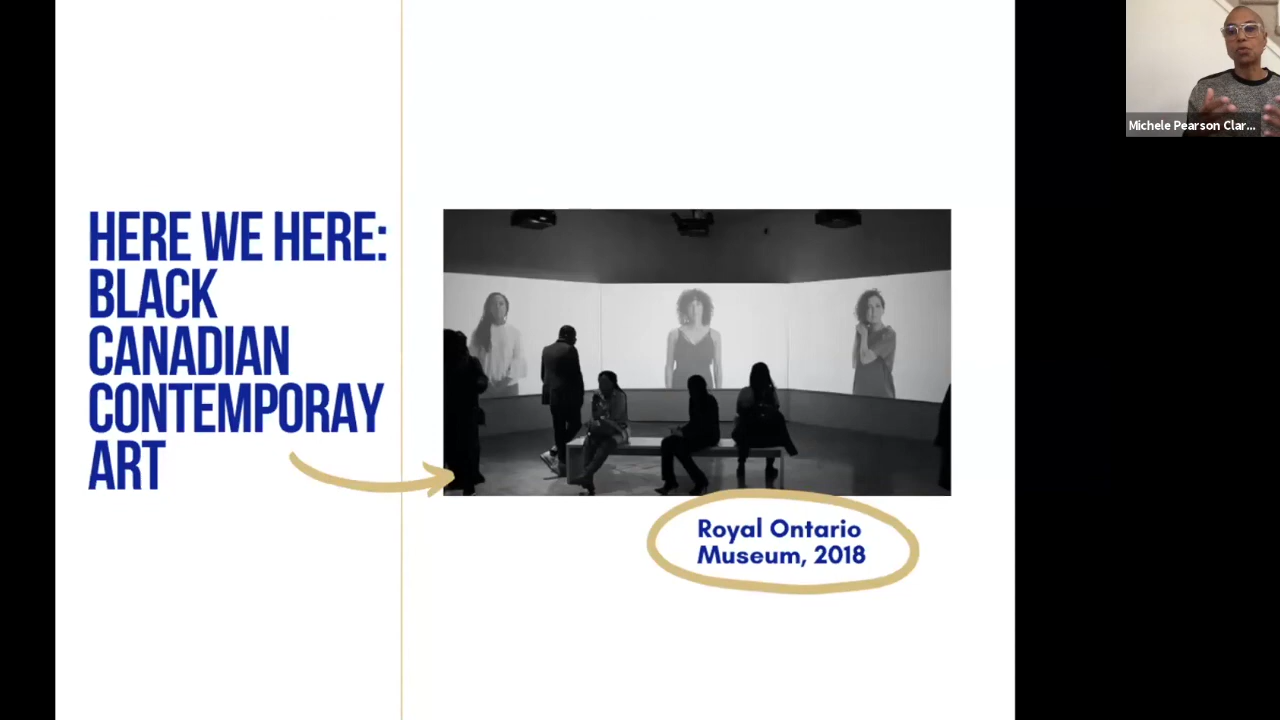 HERE WE HERE:
BLACK
CANADIAN
CONTEMPORAY
ART
Royal Ontario
Museum, 2018
Michele Pearson Clar...